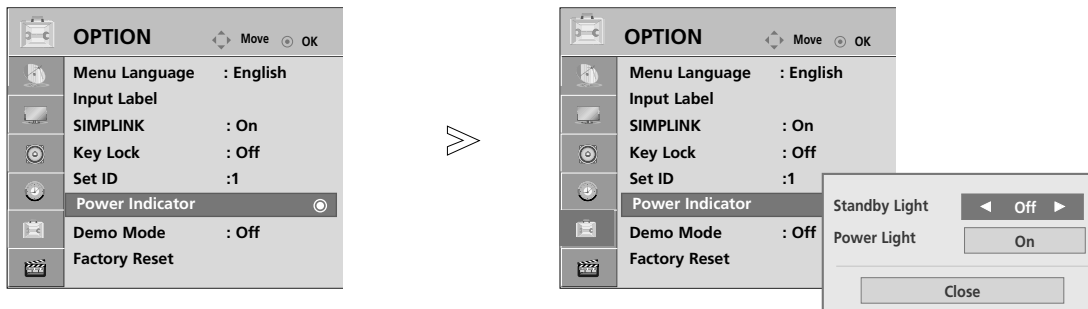 OPTION Move OK
Menu Language : English
Input Label
SIMPLINK : On
Key Lock : Off
Set ID :1
Power Indicator
Demo Mode : Off
Factory Reset
OPTION Move OK
Menu Language : English
Input Label
SIMPLINK : On
Key Lock : Off
Set ID :1
Power Indicator
Demo Mode : Off
Factory Reset
Standby Light ◄ Off ►
Power Light On
Close